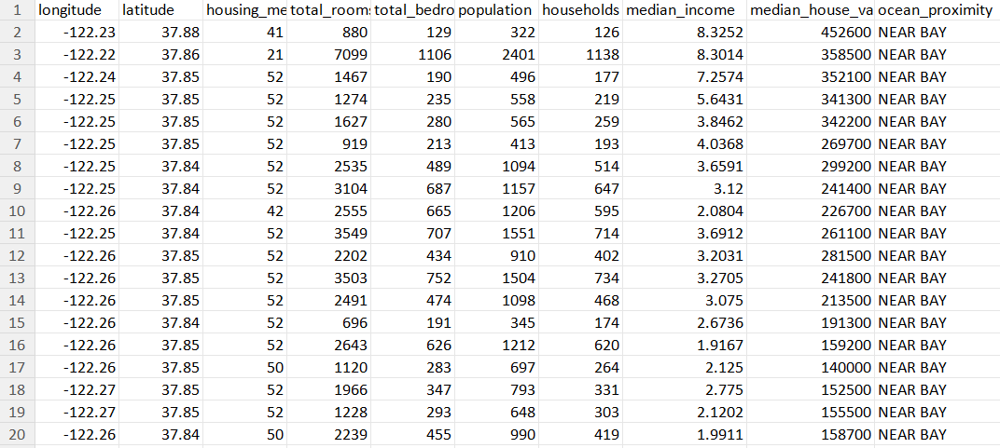 1 longitude latitude housing_me total_rooms total_bedro population households median_income median_house_va ocean_proximity
2 -122.23 37.88 41 880 129 322 126 8.3252 452600 NEAR BAY
3 -122.22 37.86 21 7099 1106 2401 1138 8.3014 358500 NEAR BAY
4 -122.24 37.85 52 1467 190 496 177 7.2574 352100 NEAR BAY
5 -122.25 37.85 52 1274 235 558 219 5.6431 341300 NEAR BAY
6 -122.25 37.85 52 1627 280 565 259 3.8462 342200 NEAR BAY
7 -122.25 37.85 52 919 213 413 193 4.0368 269700 NEAR BAY
8 -122.25 37.84 52 2535 489 1094 514 3.6591 299200 NEAR BAY
9 -122.25 37.84 52 3104 687 1157 647 3.12 241400 NEAR BAY
10 -122.26 37.84 42 2555 665 1206 595 2.0804 226700 NEAR BAY
11 -122.25 37.84 52 3549 707 1551 714 3.6912 261100 NEAR BAY
12 -122.26 37.85 52 2202 434 910 402 3.2031 281500 NEAR BAY
13 -122.26 37.85 52 3503 752 1504 734 3.2705 241800 NEAR BAY
14 -122.26 37.85 52 2491 474 1098 468 3.075 213500 NEAR BAY
15 -122.26 37.84 52 696 191 345 174 2.6736 191300 NEAR BAY
16 -122.26 37.85 52 2643 626 1212 620 1.9167 159200 NEAR BAY
17 -122.26 37.85 50 1120 283 697 264 2.125 140000 NEAR BAY
18 -122.27 37.85 52 1966 347 793 331 2.775 152500 NEAR BAY
19 -122.27 37.85 52 1228 293 648 303 2.1202 155500 NEAR BAY
20 -122.26 37.84 50 2239 455 990 419 1.9911 158700 NEAR BAY